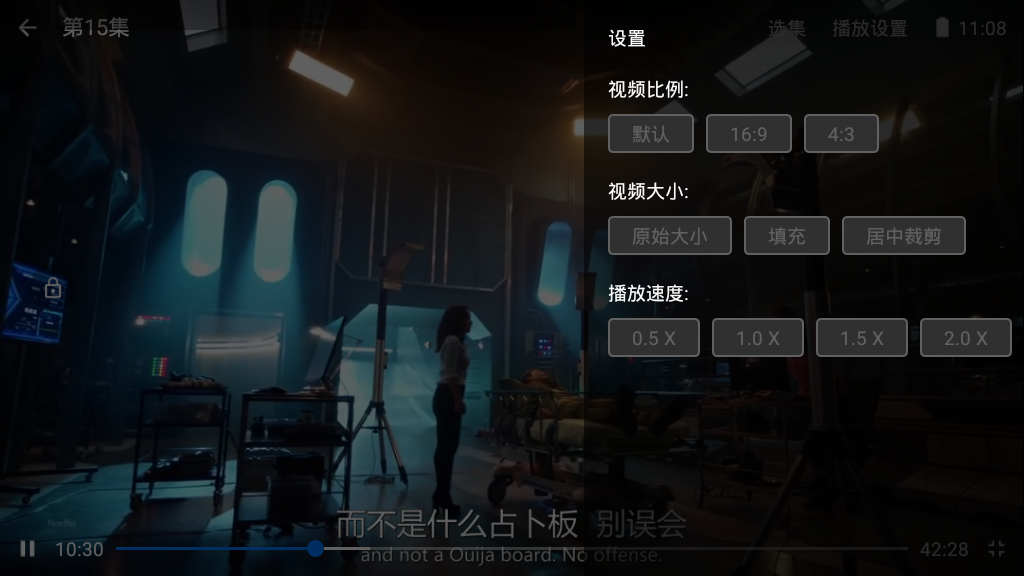 第15集
选集 播放设置 11:08
设置
视频比例:
默认 16:9 4:3
视频大小:
原始大小 填充 居中裁剪
播放速度:
0.5 X 1.0 X 1.5 X 2.0 X
而不是什么占卜板 别误会
10:30 42:28
and not a Ouija board. No offense.